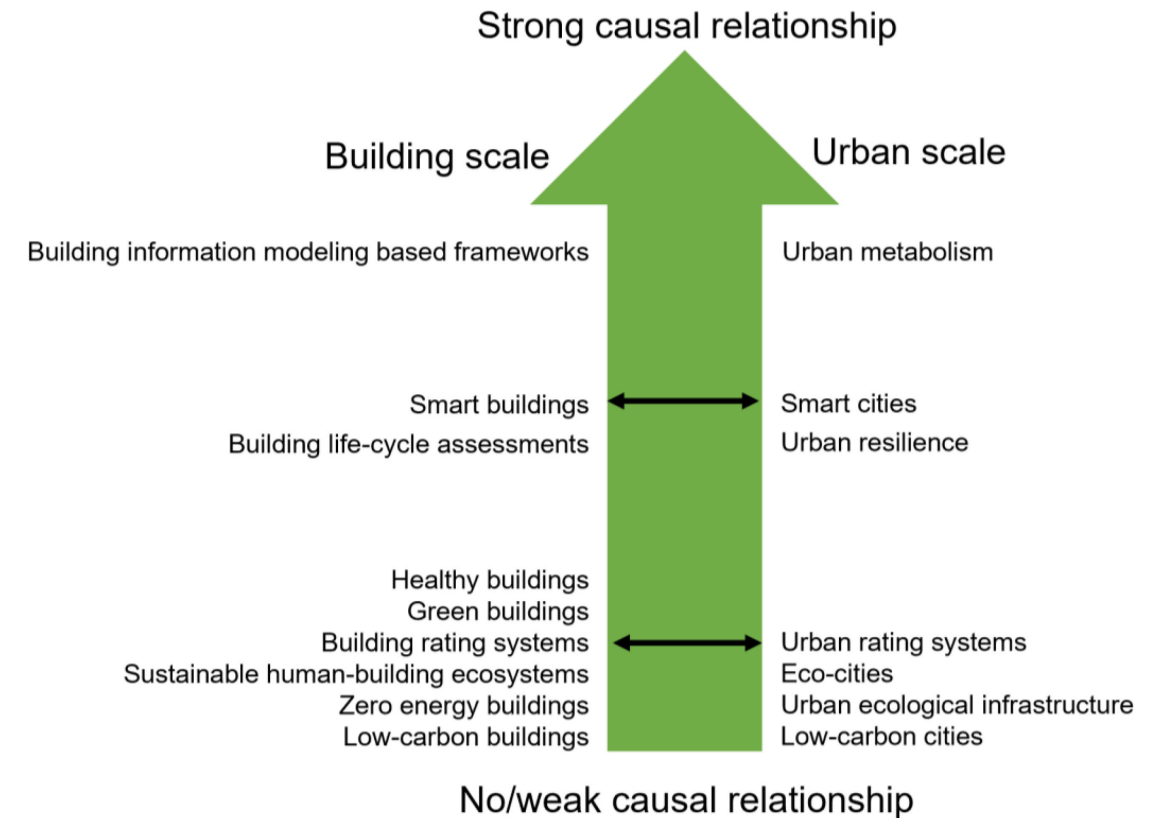 Strong causal relationship
Building scale
Urban scale
Building information modeling based frameworks
Urban metabolism
Smart buildings
Smart cities
Building life-cycle assessments
Urban resilience
Healthy buildings
Green buildings
Building rating systems
Urban rating systems
Sustainable human-building ecosystems
Eco-cities
Zero energy buildings
Urban ecological infrastructure
Low-carbon buildings
Low-carbon cities
No/weak causal relationship